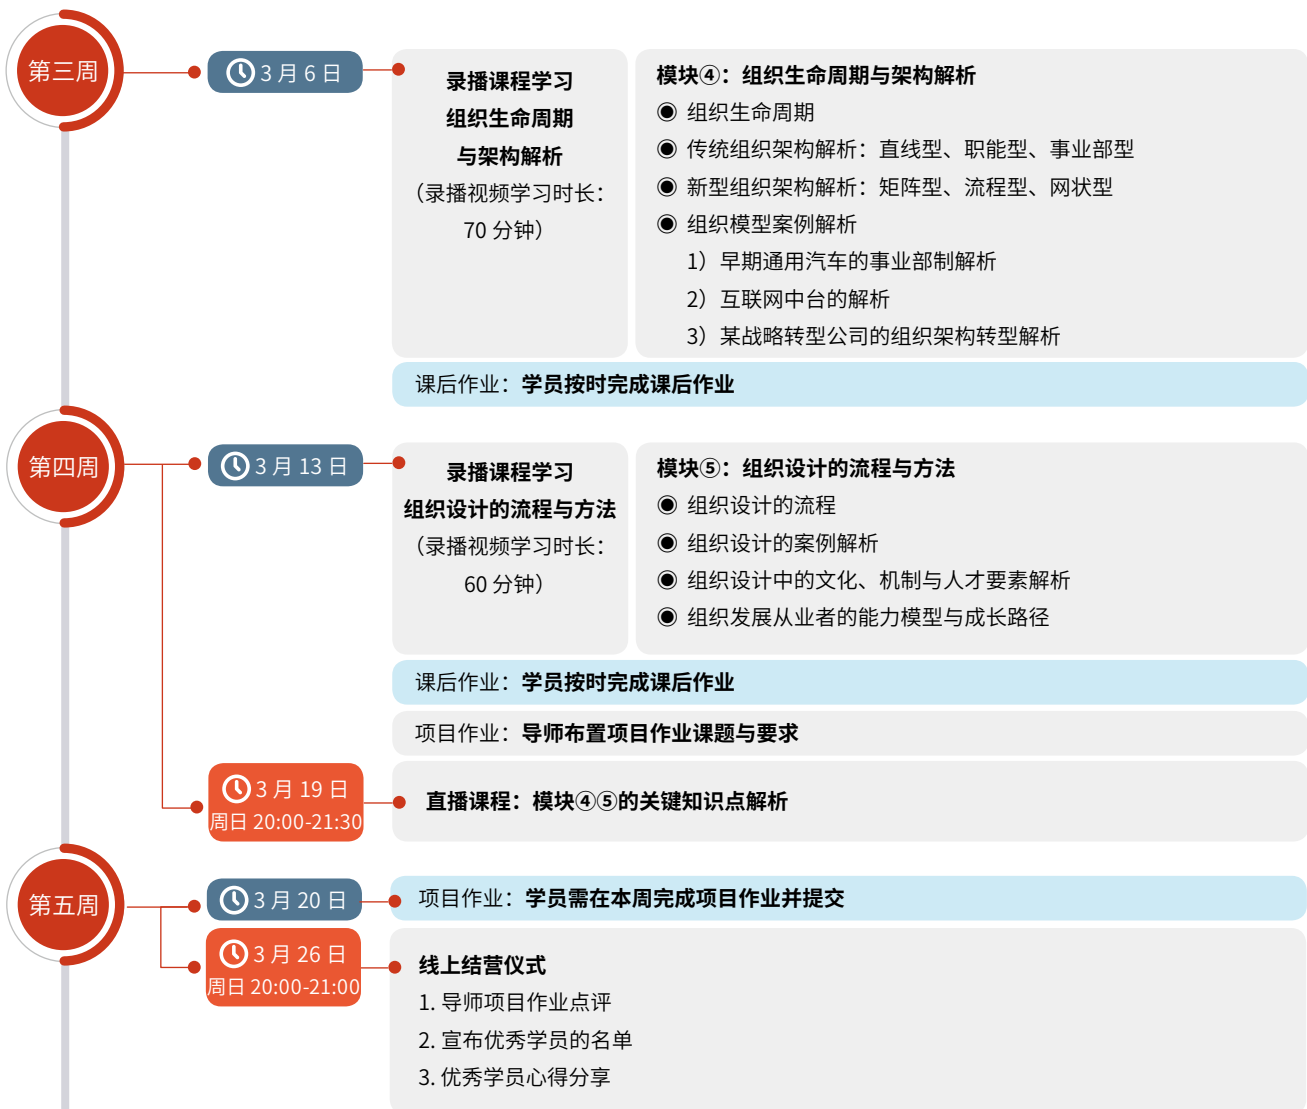 第三周
3 月 6 日
录播课程学习
组织生命周期
与架构解析
（录播视频学习时长：
70 分钟）
模块④：组织生命周期与架构解析
◉ 组织生命周期
◉ 传统组织架构解析：直线型、职能型、事业部型
◉ 新型组织架构解析：矩阵型、流程型、网状型
◉ 组织模型案例解析
1）早期通用汽车的事业部制解析
2）互联网中台的解析
3）某战略转型公司的组织架构转型解析
课后作业：学员按时完成课后作业
第四周
3 月 13 日
录播课程学习
组织设计的流程与方法
（录播视频学习时长：
60 分钟）
模块⑤：组织设计的流程与方法
◉ 组织设计的流程
◉ 组织设计的案例解析
◉ 组织设计中的文化、机制与人才要素解析
◉ 组织发展从业者的能力模型与成长路径
课后作业：学员按时完成课后作业
项目作业：导师布置项目作业课题与要求
3 月 19 日
周日 20:00-21:30
直播课程：模块④⑤的关键知识点解析
第五周
3 月 20 日
项目作业：学员需在本周完成项目作业并提交
3 月 26 日
周日 20:00-21:00
线上结营仪式
1. 导师项目作业点评
2. 宣布优秀学员的名单
3. 优秀学员心得分享